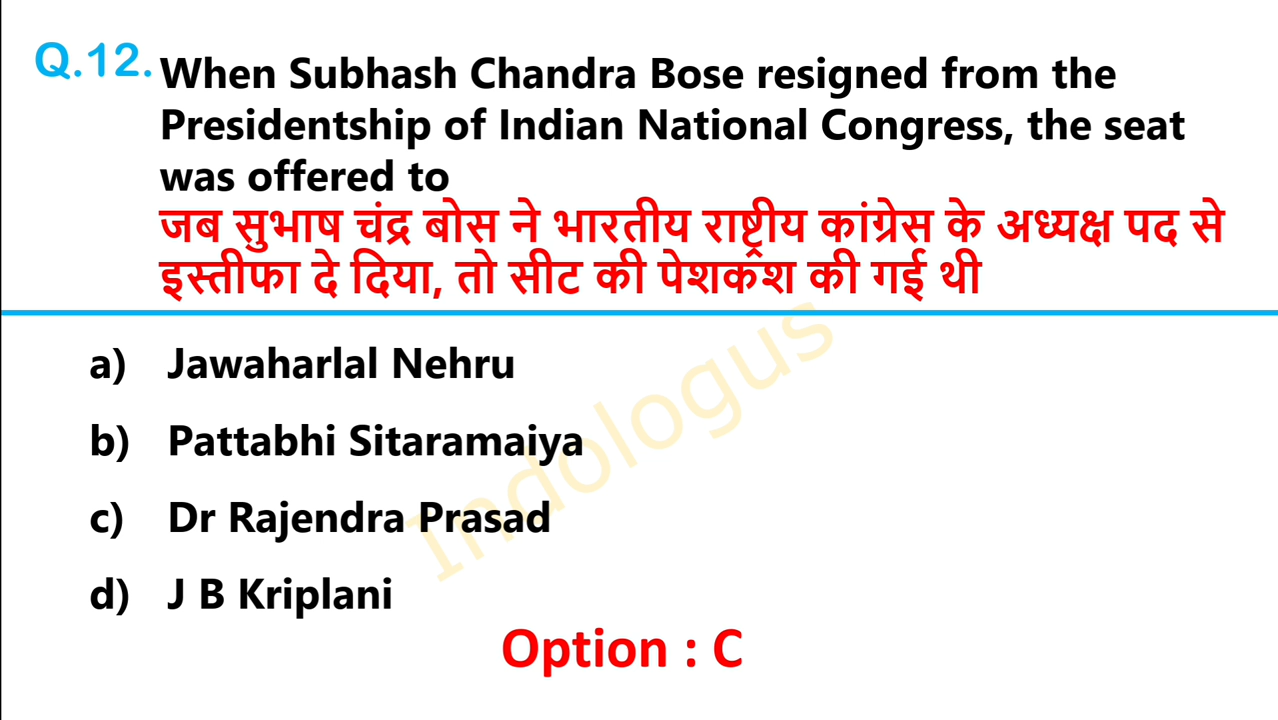 Q.12. When Subhash Chandra Bose resigned from the
Presidentship of Indian National Congress, the seat
was offered to
जब सुभाष चंद्र बोस ने भारतीय राष्ट्रीय कांग्रेस के अध्यक्ष पद से
इस्तीफा दे दिया, तो सीट की पेशकश की गई थी
a) Jawaharlal Nehru
b) Pattabhi Sitaramaiya
c) Dr Rajendra Prasad
d) J B Kriplani
Option : C
Indologus